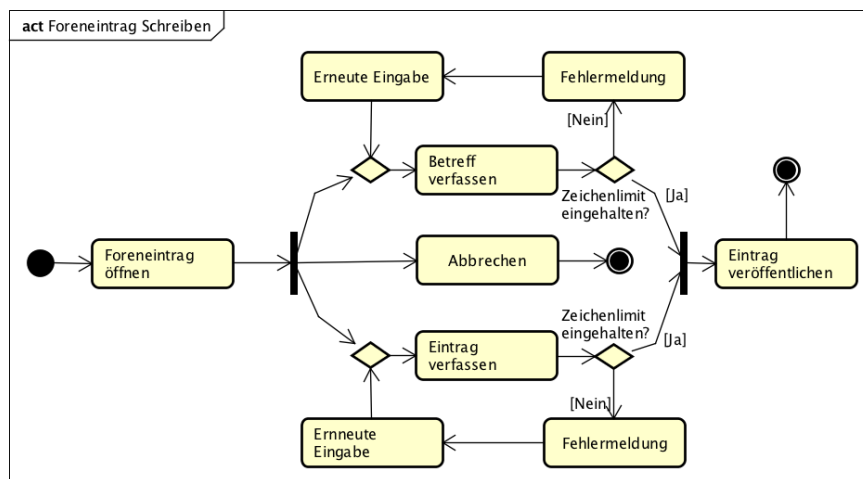 act Foreneintrag Schreiben
Erneute Eingabe
Fehlermeldung
[Nein]
Betreff
verfassen
Zeichenlimit
eingehalten?
[Ja]
Foreneintrag
öffnen
Abbrechen
Eintrag
veröffentlichen
Zeichenlimit
eingehalten?
[Ja]
Eintrag
verfassen
[Nein]
Ernneute
Eingabe
Fehlermeldung